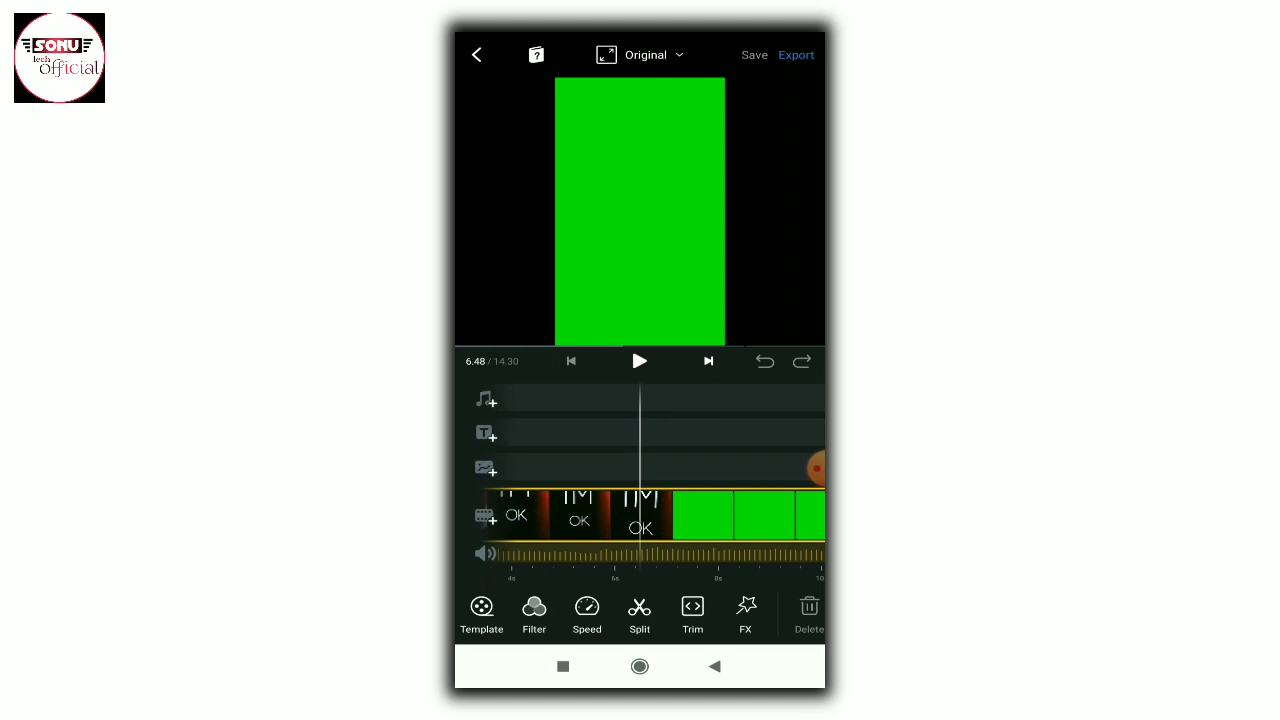 SONU
tech
official
? Original Save Export
6.48 / 14.30
T
OK OK OK
4s 6s 8s 10
Template Filter Speed Split Trim FX Delete